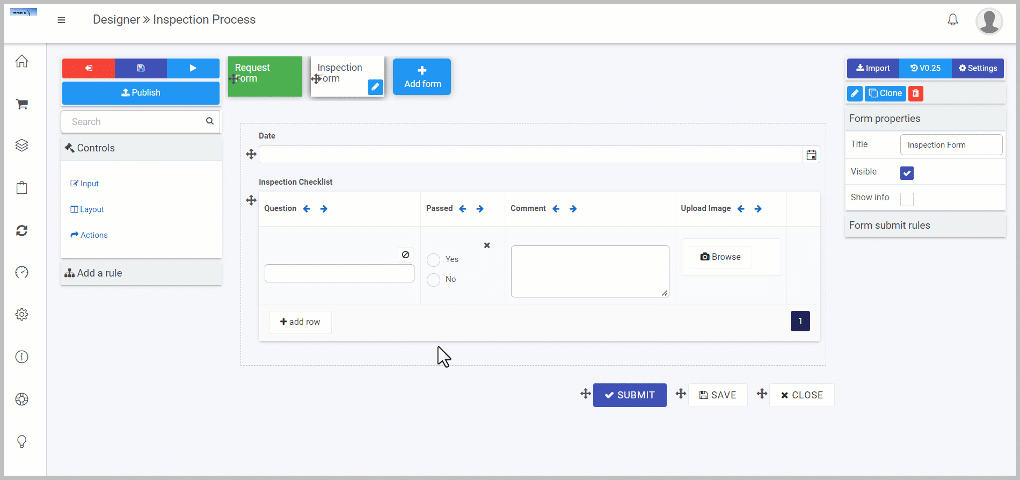 Designer » Inspection Process
Publish
Search
Controls
Input
Layout
Actions
Add a rule
Request
Form
Inspection
Form
Add form
Date
Inspection Checklist
Question
Passed
Comment
Upload Image
Yes
No
Browse
add row
1
SUBMIT
SAVE
CLOSE
Import
V0.25
Settings
Clone
Form properties
Title
Inspection Form
Visible
Show info
Form submit rules